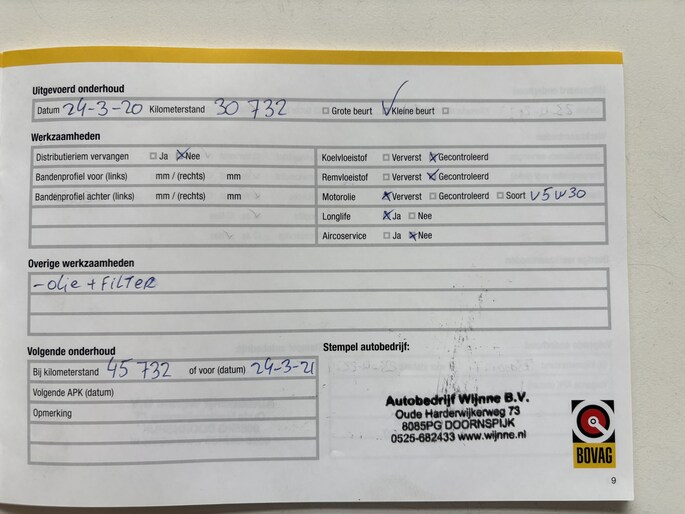 Uitgevoerd onderhoud
Datum 24-3-20 Kilometerstand 30 732 Grote beurt Kleine beurt
Werkzaamheden
Distributieriem vervangen Ja Nee
Bandenprofiel voor (links) mm / (rechts) mm
Bandenprofiel achter (links) mm / (rechts) mm
Koelvloeistof Ververst Gecontroleerd
Remvloeistof Ververst Gecontroleerd
Motorolie Ververst Gecontroleerd Soort V5W30
Longlife Ja Nee
Aircoservice Ja Nee
Overige werkzaamheden
- olie + FILTER
Volgende onderhoud
Bij kilometerstand 45 732 of voor (datum) 24-3-21
Volgende APK (datum)
Opmerking
Stempel autobedrijf:
Autobedrijf Wijnne B.V.
Oude Harderwijkerweg 73
8085PG DOORNSPIJK
0525-682433 www.wijnne.nl
BOVAG
9